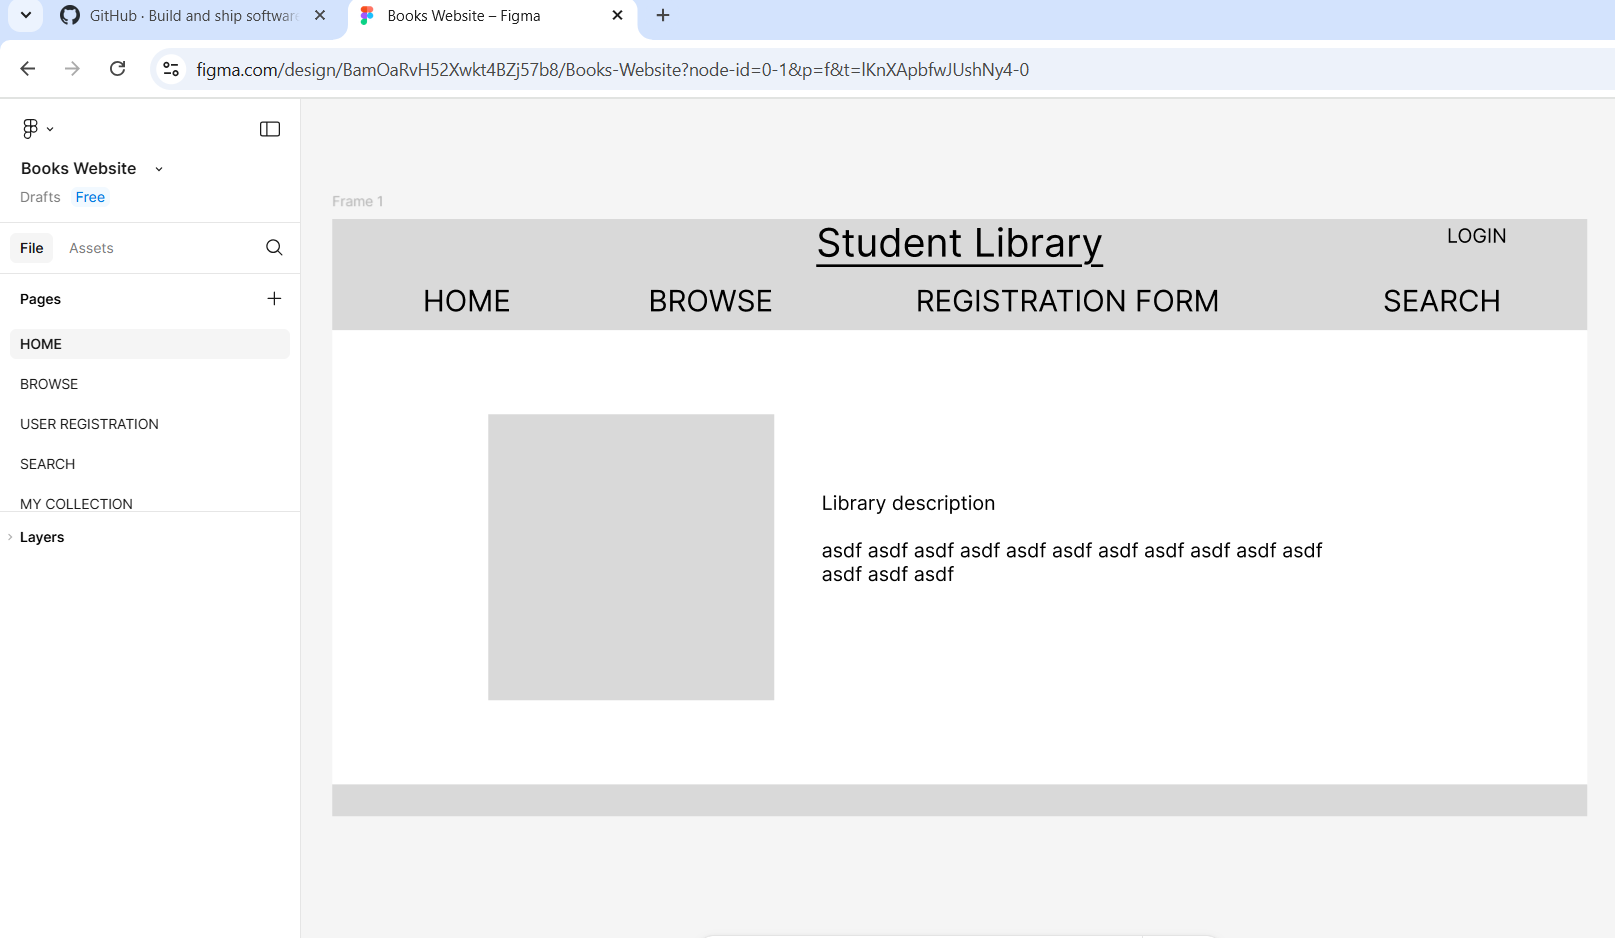 GitHub · Build and ship software
Books Website – Figma
figma.com/design/BamOaRvH52Xwkt4BZj57b8/Books-Website?node-id=0-1&p=f&t=lKnXApbfwJUshNy4-0
Books Website
Drafts Free
File Assets
Pages
HOME
BROWSE
USER REGISTRATION
SEARCH
MY COLLECTION
Layers
Frame 1
Student Library
LOGIN
HOME BROWSE REGISTRATION FORM SEARCH
Library description
asdf asdf asdf asdf asdf asdf asdf asdf asdf asdf asdf
asdf asdf asdf